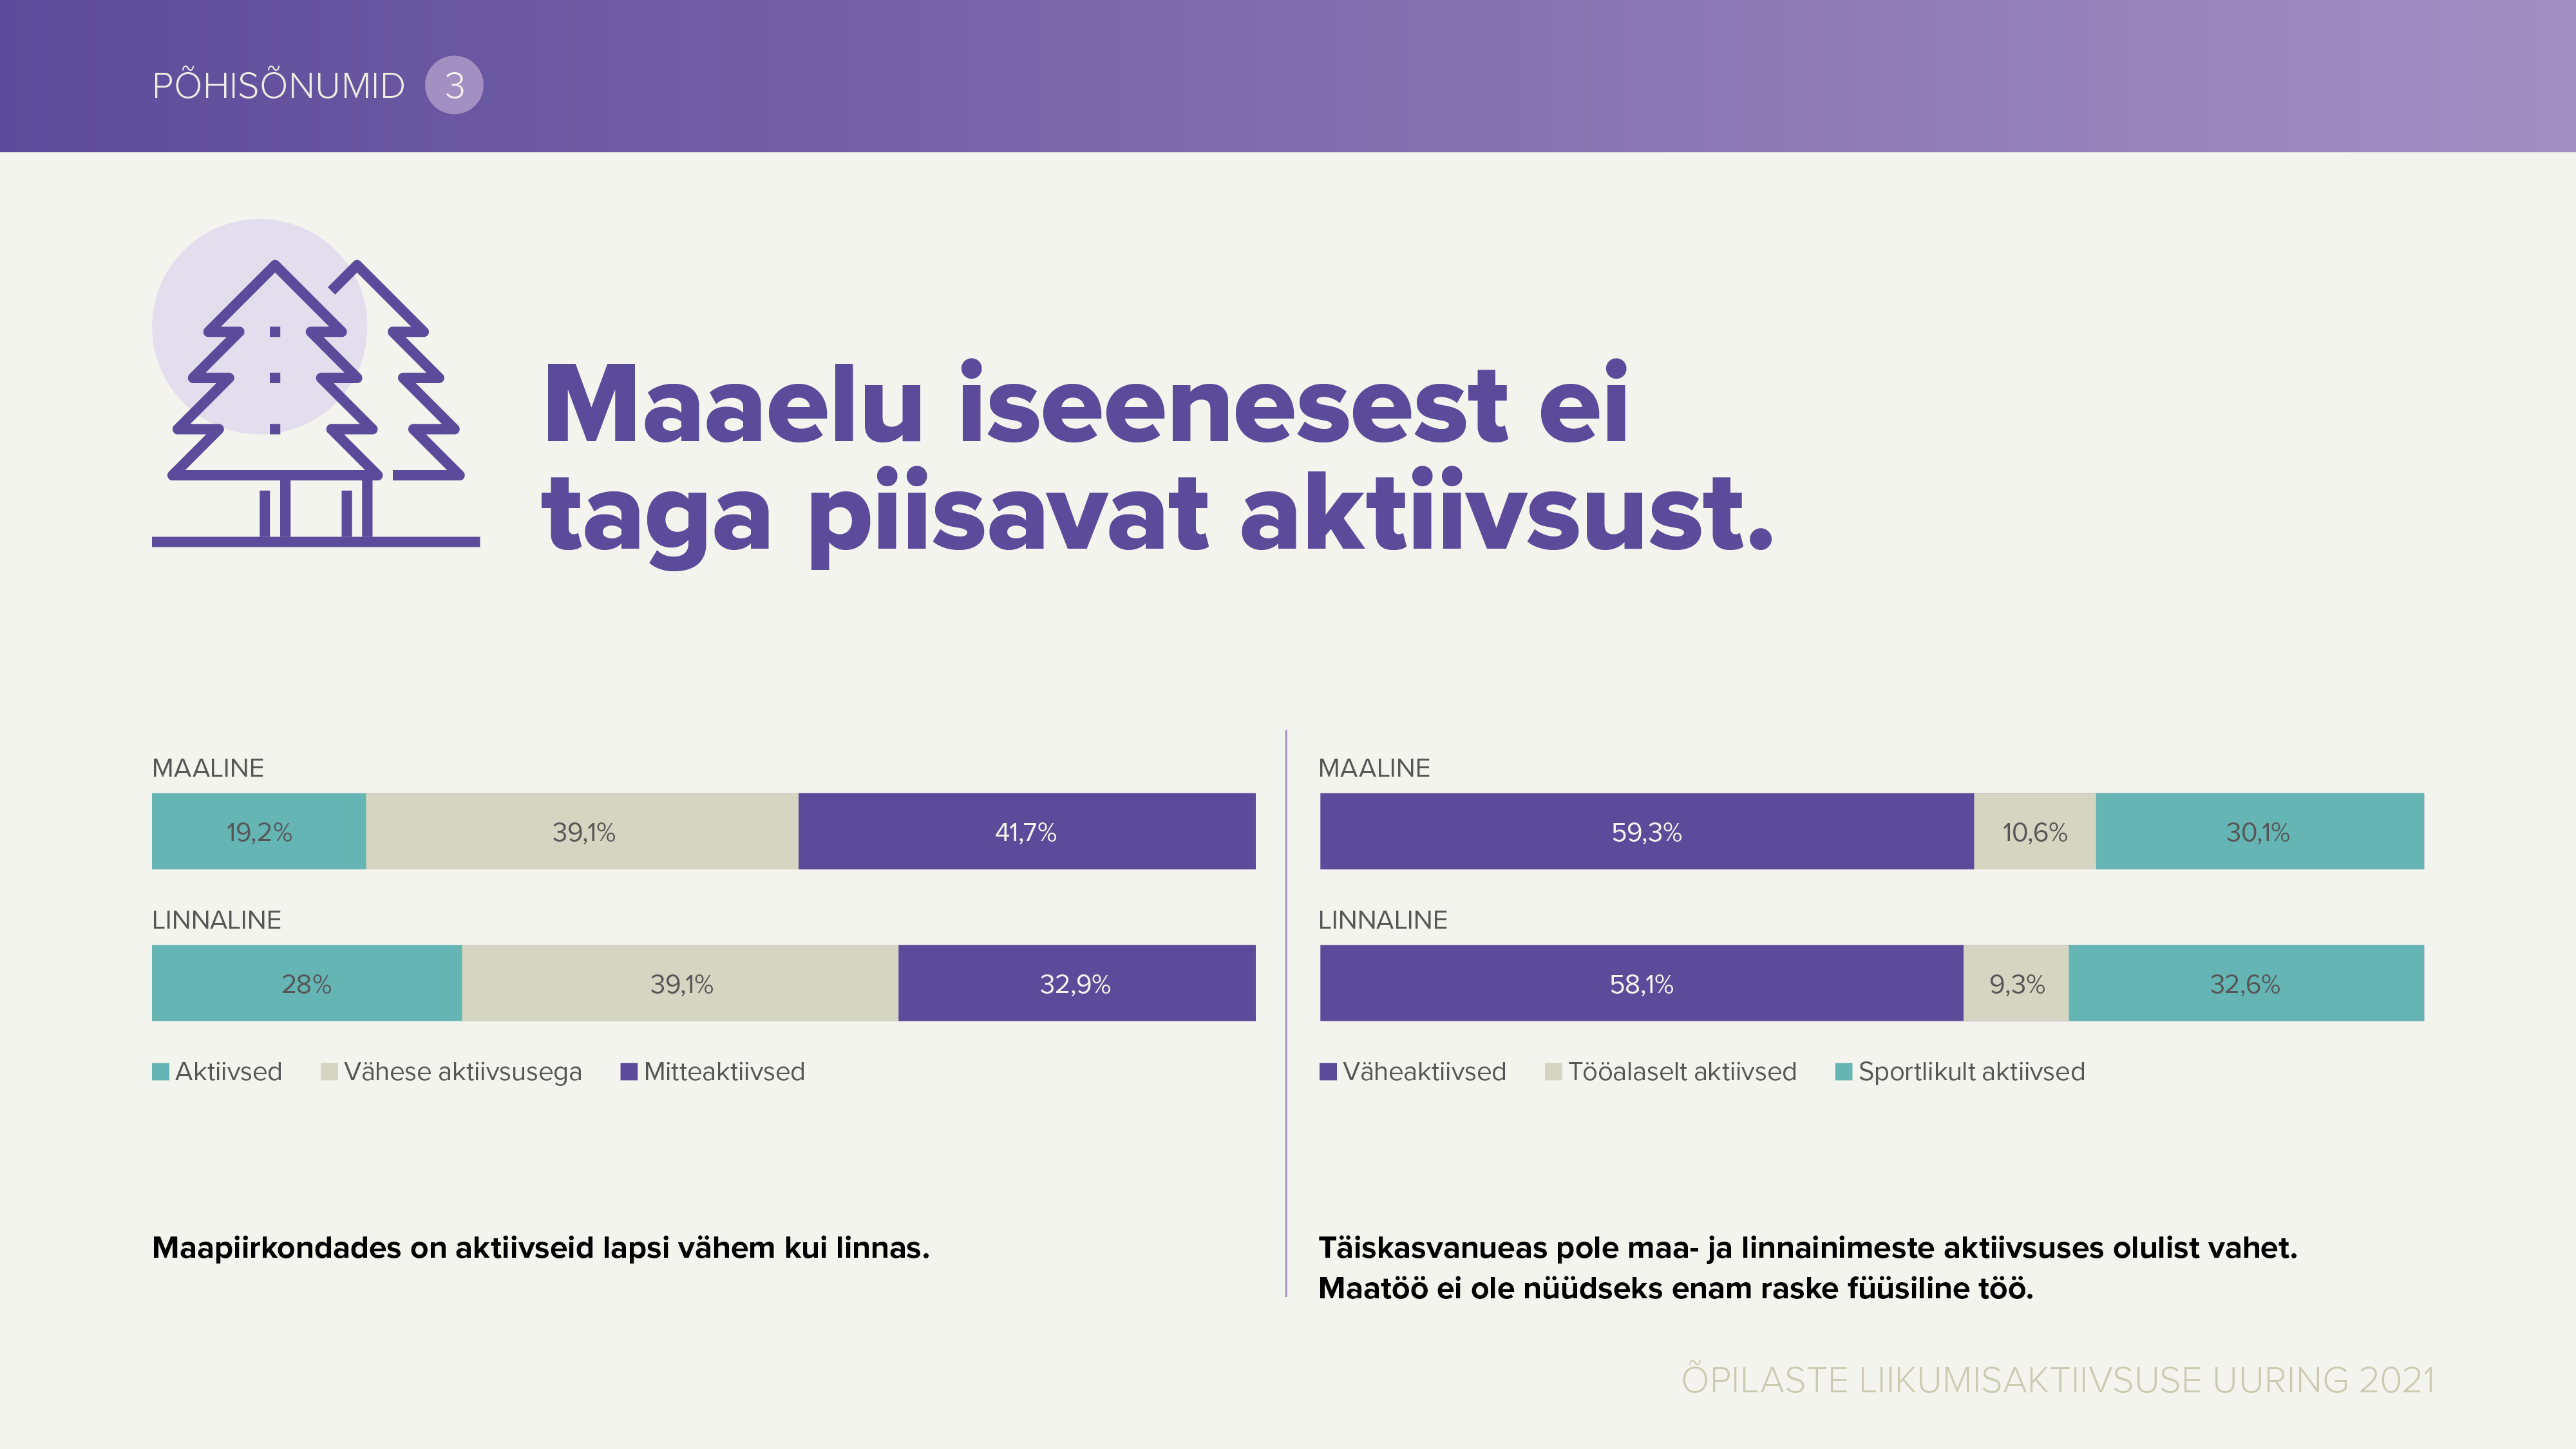 PÕHISÕNUMID 3
Maaelu iseenesest ei
taga piisavat aktiivsust.
MAALINE
19,2% 39,1% 41,7%
LINNALINE
28% 39,1% 32,9%
Aktiivsed Vähese aktiivsusega Mitteaktiivsed
Maapiirkondades on aktiivseid lapsi vähem kui linnas.
MAALINE
59,3% 10,6% 30,1%
LINNALINE
58,1% 9,3% 32,6%
Väheaktiivsed Tööalaselt aktiivsed Sportlikult aktiivsed
Täiskasvanueas pole maa- ja linnainimeste aktiivsuses olulist vahet.
Maatöö ei ole nüüdseks enam raske füüsiline töö.
ÕPILASTE LIIKUMISAKTIIVSUSE UURING 2021